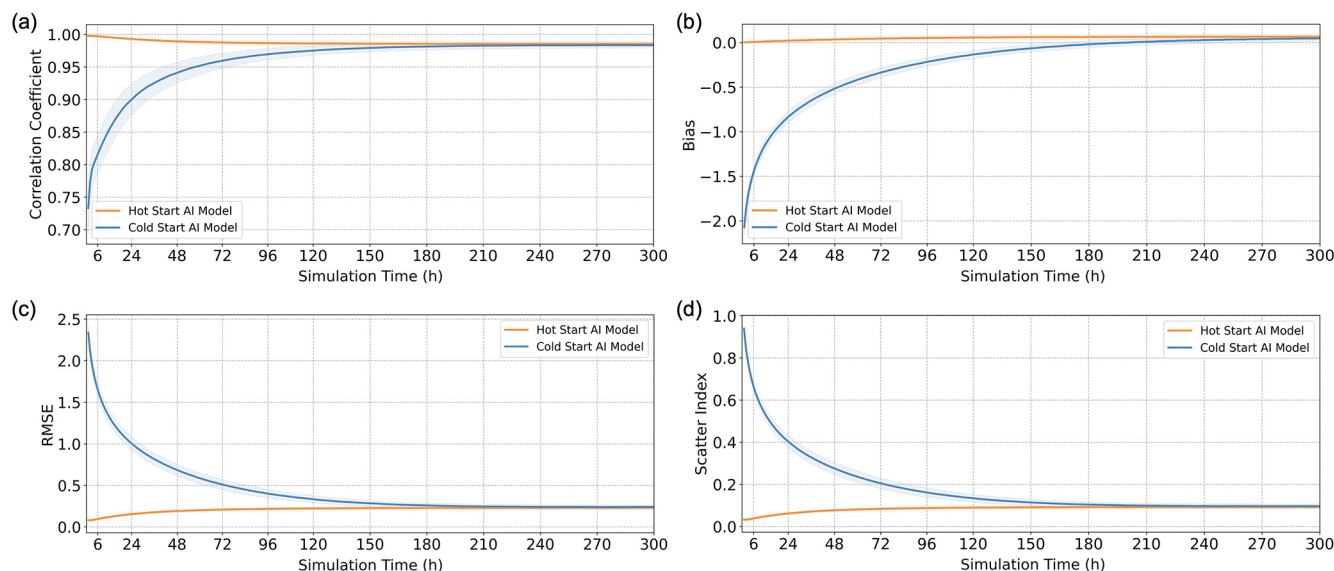 (a)
Correlation Coefficient
1.00
0.95
0.90
0.85
0.80
0.75
0.70
Hot Start AI Model
Cold Start AI Model
6 24 48 72 96 120 150 180 210 240 270 300
Simulation Time (h)
(b)
Bias
0.0
−0.5
−1.0
−1.5
−2.0
Hot Start AI Model
Cold Start AI Model
6 24 48 72 96 120 150 180 210 240 270 300
Simulation Time (h)
(c)
RMSE
2.5
2.0
1.5
1.0
0.5
0.0
Hot Start AI Model
Cold Start AI Model
6 24 48 72 96 120 150 180 210 240 270 300
Simulation Time (h)
(d)
Scatter Index
1.0
0.8
0.6
0.4
0.2
0.0
Hot Start AI Model
Cold Start AI Model
6 24 48 72 96 120 150 180 210 240 270 300
Simulation Time (h)